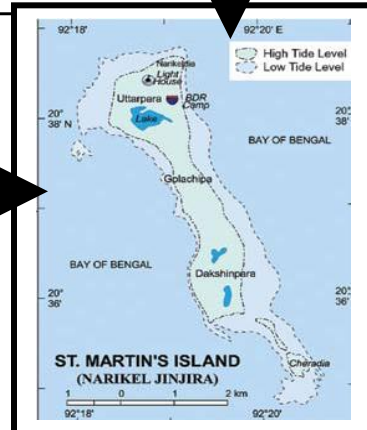 92°18'
92°20' E
High Tide Level
Low Tide Level
Narikeldia
Light
House
Uttarpara
BDR
Camp
20°
38' N
Lake
20°
38'
BAY OF BENGAL
Golachipa
BAY OF BENGAL
Dakshinpara
20°
36'
20°
36'
ST. MARTIN'S ISLAND
(NARIKEL JINJIRA)
Cheradia
1 0 1 2 km
92°18'
92°20'